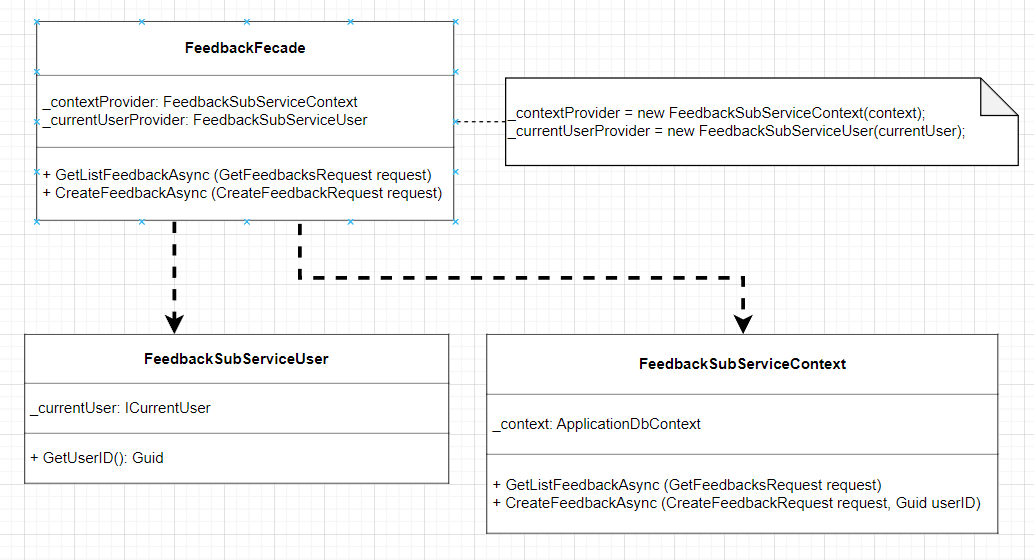 FeedbackFecade
_contextProvider: FeedbackSubServiceContext
_currentUserProvider: FeedbackSubServiceUser
+ GetListFeedbackAsync (GetFeedbacksRequest request)
+ CreateFeedbackAsync (CreateFeedbackRequest request)
_contextProvider = new FeedbackSubServiceContext(context);
_currentUserProvider = new FeedbackSubServiceUser(currentUser);
FeedbackSubServiceUser
_currentUser: ICurrentUser
+ GetUserID(): Guid
FeedbackSubServiceContext
_context: ApplicationDbContext
+ GetListFeedbackAsync (GetFeedbacksRequest request)
+ CreateFeedbackAsync (CreateFeedbackRequest request, Guid userID)